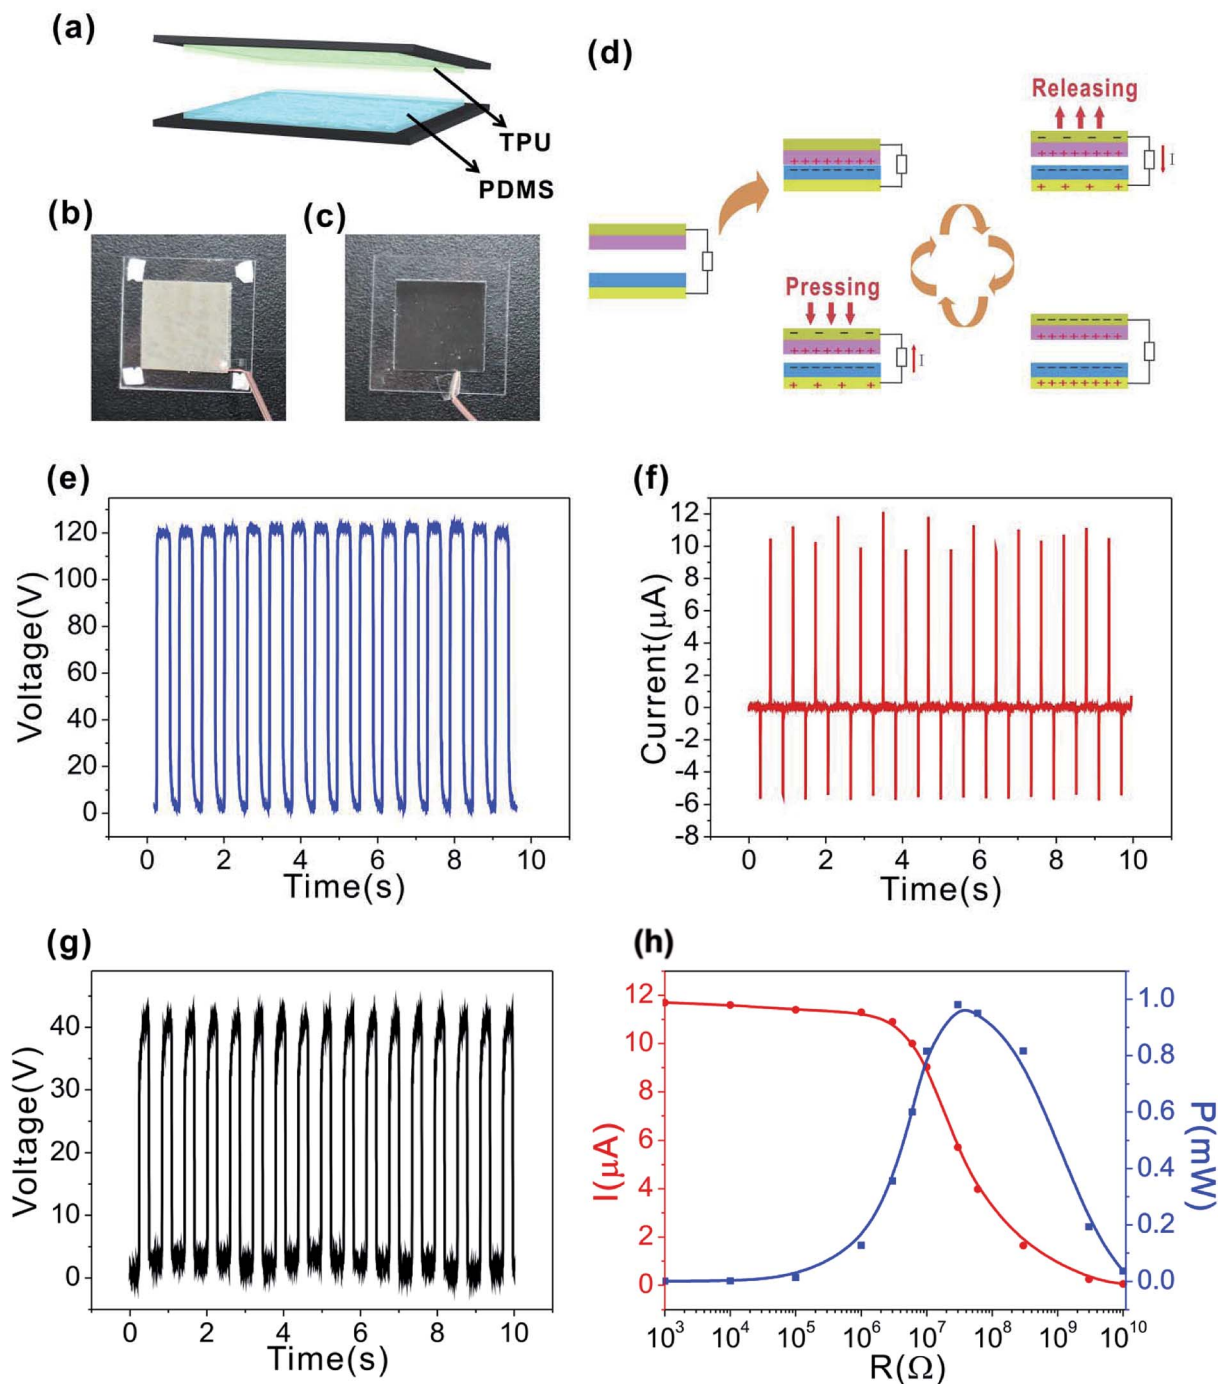 (a)
TPU
PDMS
(b)
(c)
(d)
Releasing
I
Pressing
I
(e)
Voltage(V)
120
100
80
60
40
20
0
0 2 4 6 8 10
Time(s)
(f)
Current(μA)
12
10
8
6
4
2
0
-2
-4
-6
-8
0 2 4 6 8 10
Time(s)
(g)
Voltage(V)
40
30
20
10
0
0 2 4 6 8 10
Time(s)
(h)
I(μA)
12
10
8
6
4
2
0
P(mW)
1.0
0.8
0.6
0.4
0.2
0.0
10³ 10⁴ 10⁵ 10⁶ 10⁷ 10⁸ 10⁹ 10¹⁰
R(Ω)